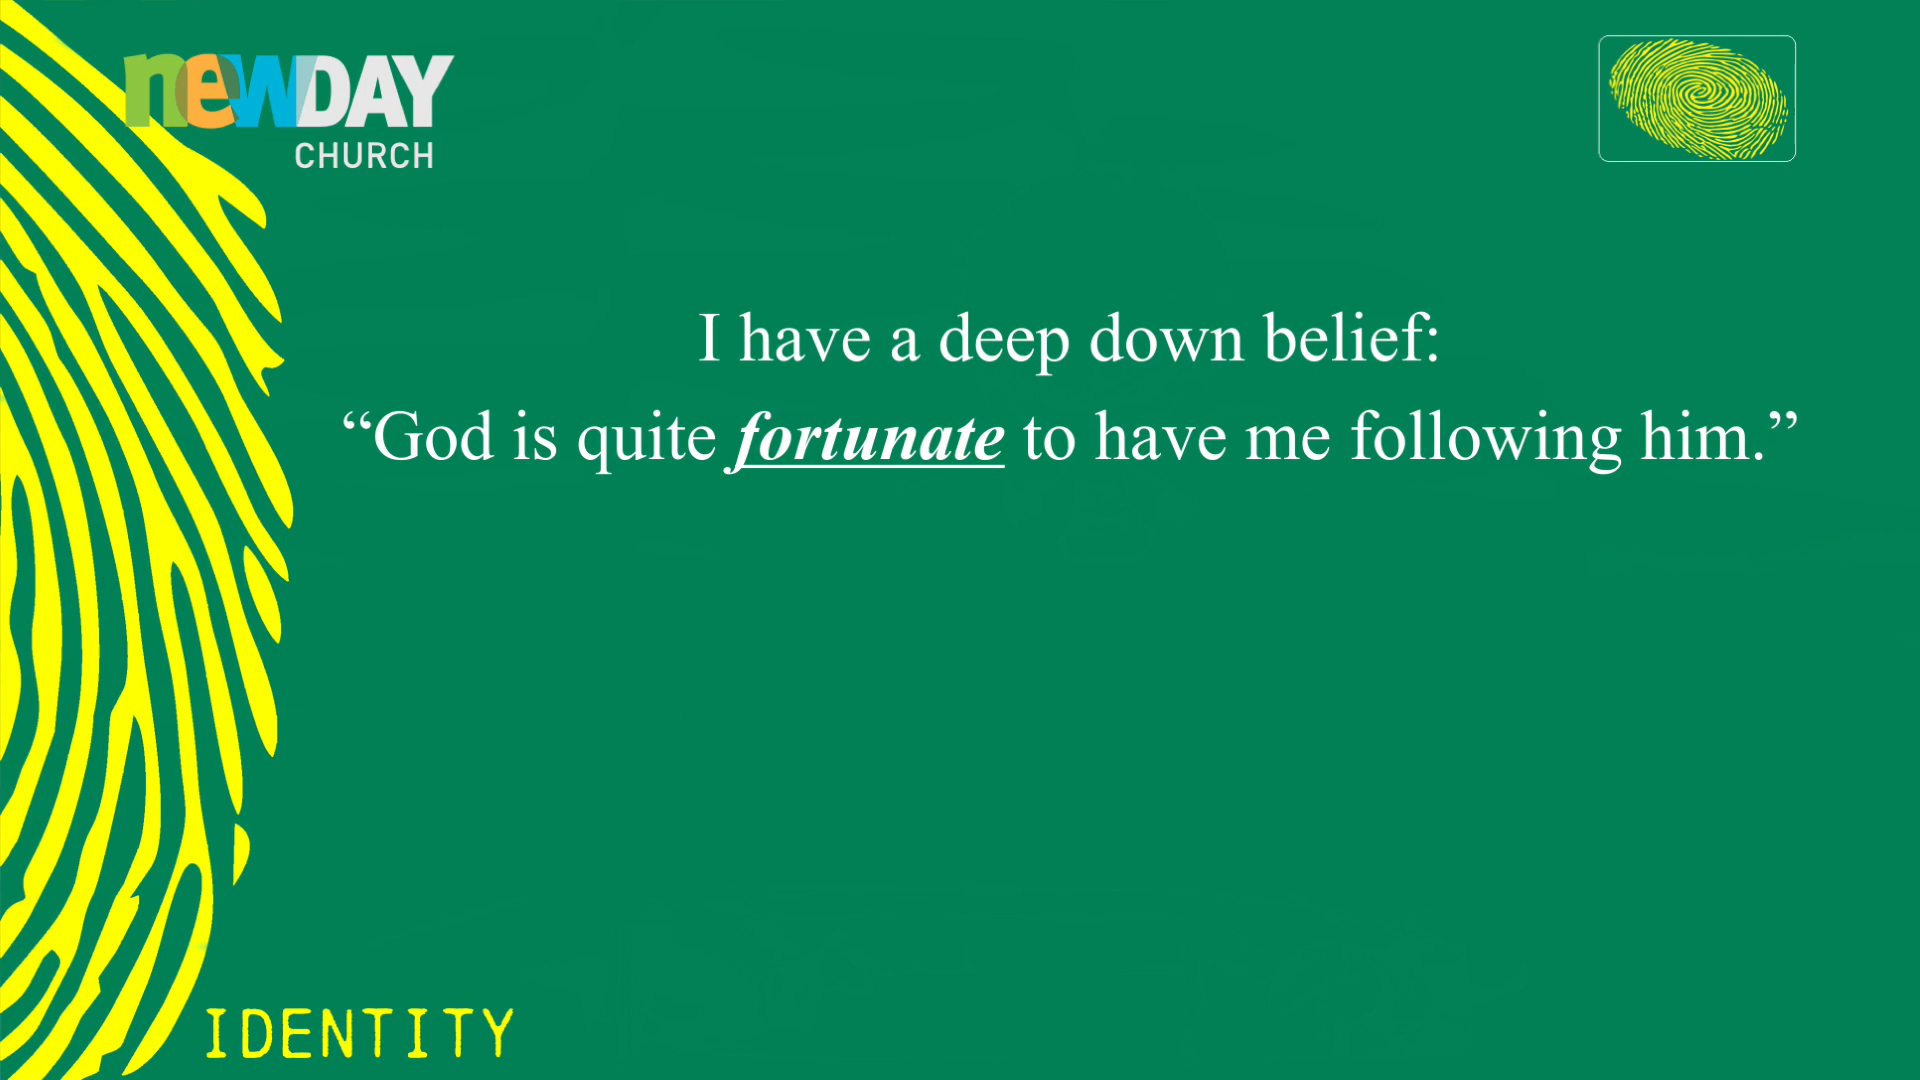 newDAY
CHURCH
I have a deep down belief:
“God is quite fortunate to have me following him.”
IDENTITY